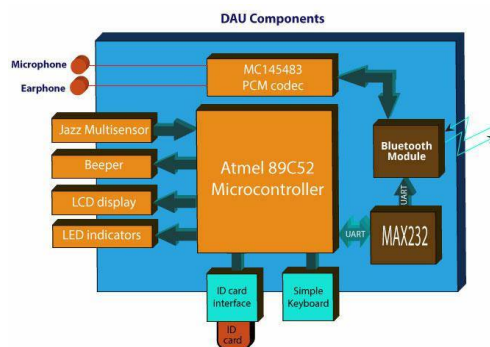 DAU Components
Microphone
Earphone
MC145483
PCM codec
Jazz Multisensor
Beeper
LCD display
LED indicators
Atmel 89C52
Microcontroller
Bluetooth
Module
UART
UART
MAX232
ID card
interface
Simple
Keyboard
ID
card